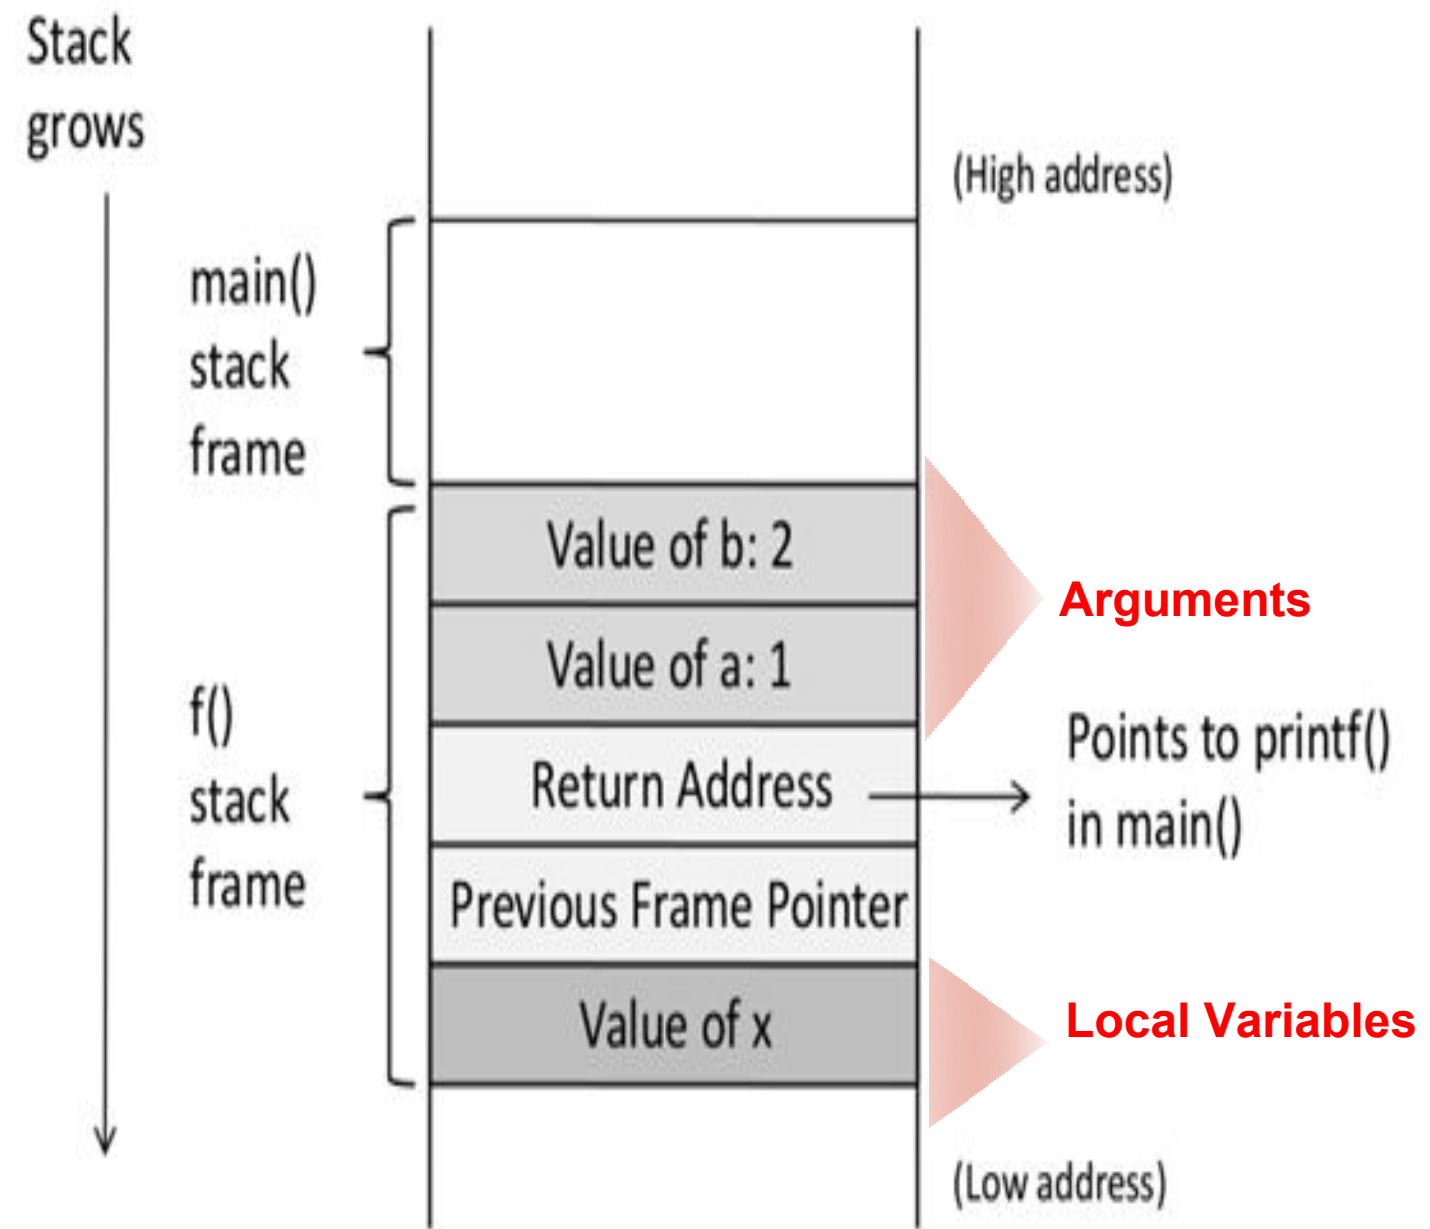 Stack
grows
(High address)
main()
stack
frame
Value of b: 2
Arguments
Value of a: 1
f()
stack
frame
Return Address
Points to printf()
in main()
Previous Frame Pointer
Value of x
Local Variables
(Low address)